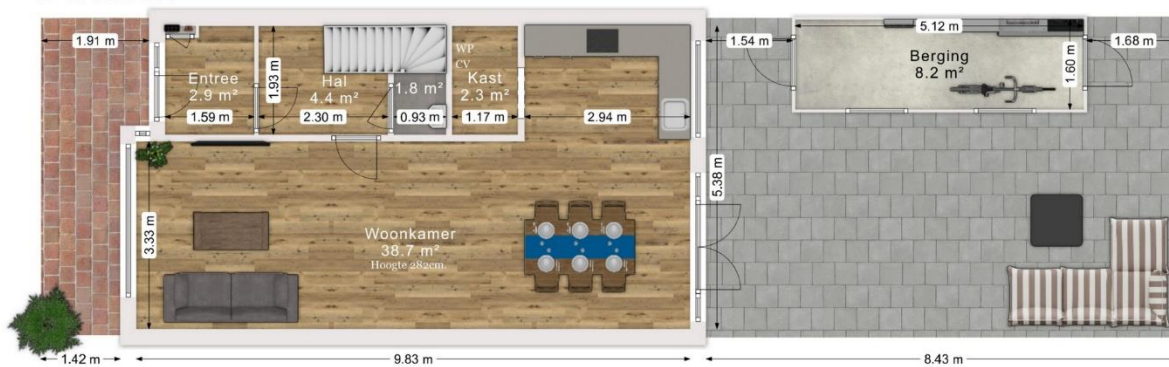 1.91 m
1.54 m
5.12 m
1.68 m
WP
CV
Entree
2.9 m²
1.59 m
1.93 m
Hal
4.4 m²
2.30 m
1.8 m²
0.93 m
Kast
2.3 m²
1.17 m
2.94 m
Berging
8.2 m²
1.60 m
5.38 m
3.33 m
Woonkamer
38.7 m²
Hoogte 282cm.
1.42 m
9.83 m
8.43 m